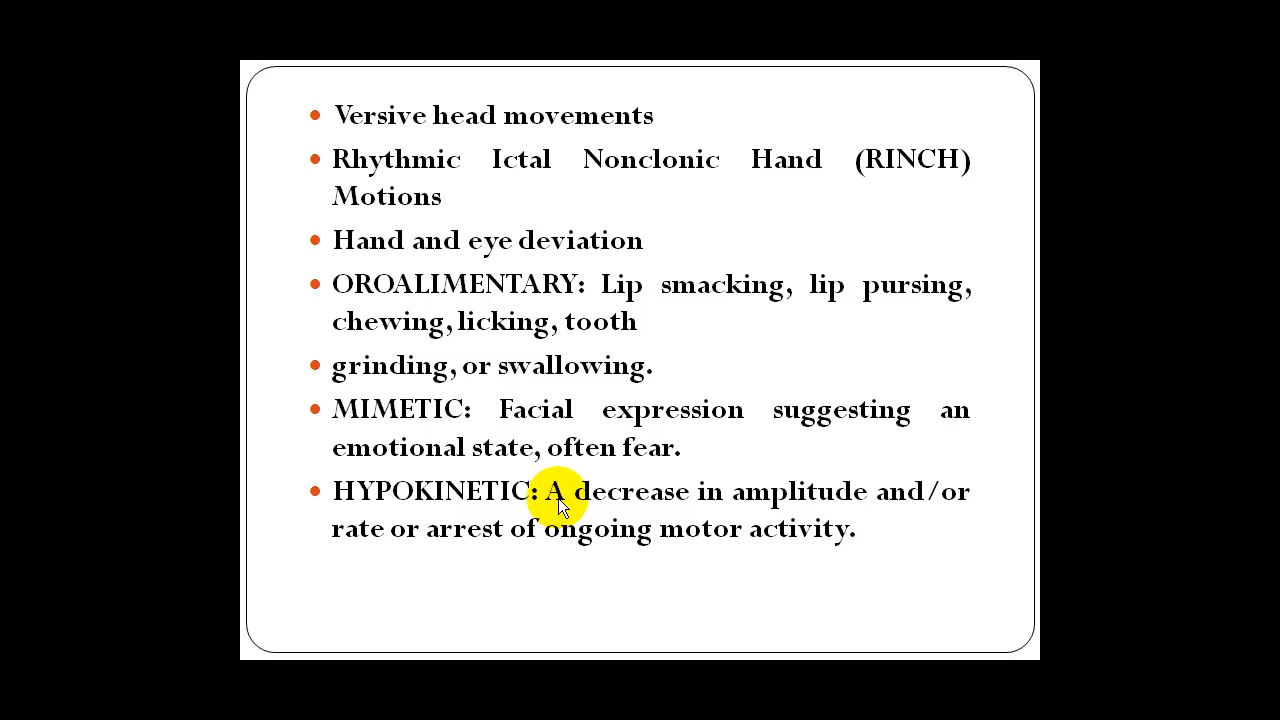 Versive head movements
Rhythmic Ictal Nonclonic Hand (RINCH)
Motions
Hand and eye deviation
OROALIMENTARY: Lip smacking, lip pursing,
chewing, licking, tooth
grinding, or swallowing.
MIMETIC: Facial expression suggesting an
emotional state, often fear.
HYPOKINETIC: A decrease in amplitude and/or
rate or arrest of ongoing motor activity.